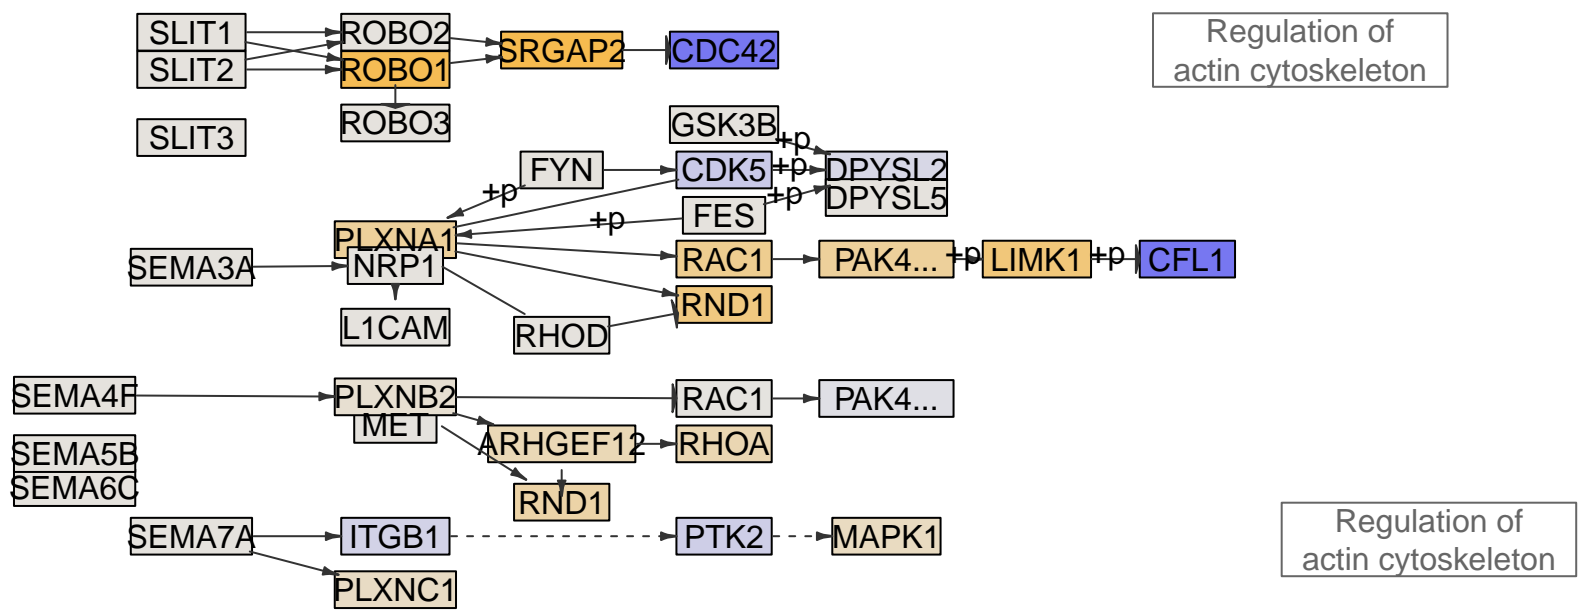 SLIT1
ROBO2
SRGAP2
CDC42
Regulation of
actin cytoskeleton
SLIT2
ROBO1
SLIT3
ROBO3
GSK3B
+p
FYN
CDK5
+p
DPYSL2
+p
FES
+p
DPYSL5
+p
PLXNA1
SEMA3A
NRP1
RAC1
PAK4...
+p
LIMK1
+p
CFL1
RND1
L1CAM
RHOD
SEMA4F
PLXNB2
RAC1
PAK4...
MET
ARHGEF12
RHOA
SEMA5B
SEMA6C
RND1
SEMA7A
ITGB1
PTK2
MAPK1
Regulation of
actin cytoskeleton
PLXNC1